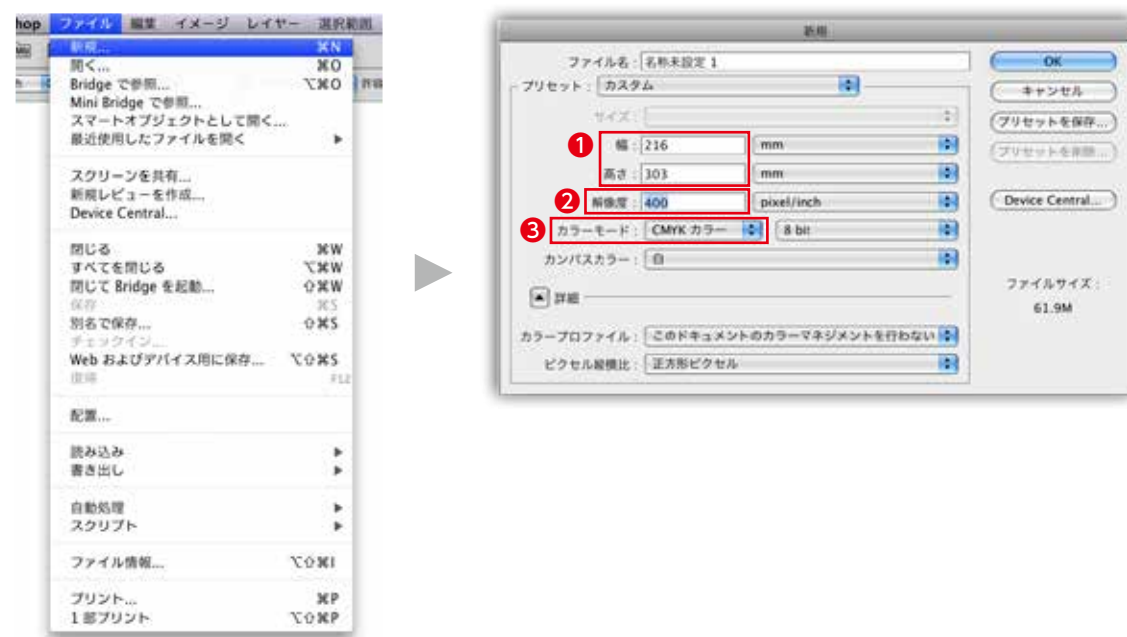 hop ファイル 編集 イメージ レイヤー 選択範囲
新規... ⌘N
開く... ⌘O
Bridge で参照... ⌥⌘O
Mini Bridge で参照...
スマートオブジェクトとして開く...
最近使用したファイルを開く ▶
スクリーンを共有...
新規レビューを作成...
Device Central...
閉じる ⌘W
すべてを閉じる ⌥⌘W
閉じて Bridge を起動... ⇧⌘W
保存 ⌘S
別名で保存... ⇧⌘S
チェックイン...
Web およびデバイス用に保存... ⌥⇧⌘S
復帰 F12
配置...
読み込み ▶
書き出し ▶
自動処理 ▶
スクリプト ▶
ファイル情報... ⌥⇧⌘I
プリント... ⌘P
1 部プリント ⌥⇧⌘P
新規
ファイル名 : 名称未設定 1
プリセット : カスタム
サイズ :
❶ 幅 : 216 mm
高さ : 303 mm
❷ 解像度 : 400 pixel/inch
❸ カラーモード : CMYK カラー 8 bit
カンバスカラー : 白
詳細
カラープロファイル : このドキュメントのカラーマネジメントを行わない
ピクセル縦横比 : 正方形ピクセル
OK
キャンセル
プリセットを保存...
プリセットを削除...
Device Central...
ファイルサイズ :
61.9M